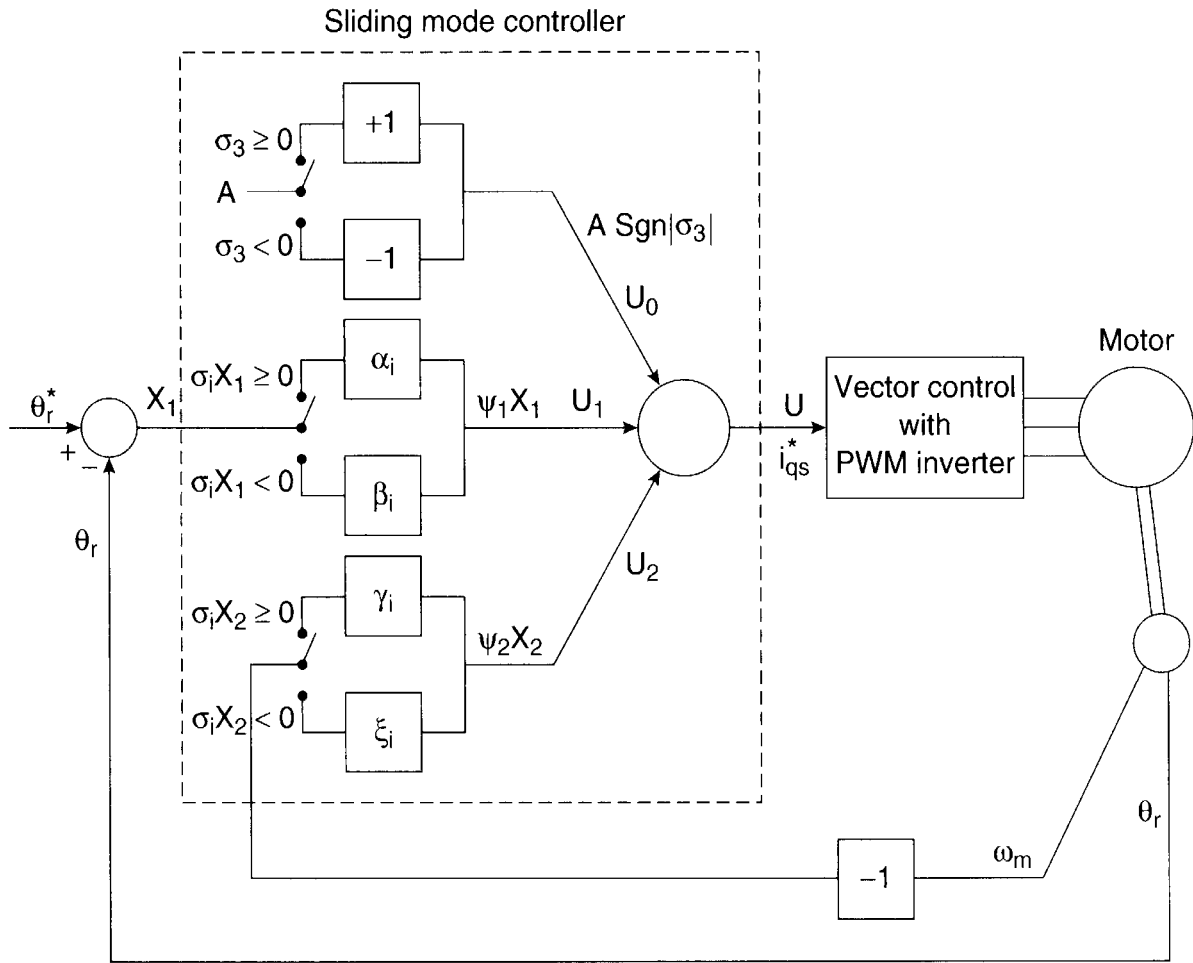 Sliding mode controller
σ₃ ≥ 0
+1
A
σ₃ < 0
−1
A Sgn|σ₃|
U₀
σᵢX₁ ≥ 0
αᵢ
θᵣ*
+
−
X₁
σᵢX₁ < 0
βᵢ
ψ₁X₁
U₁
U
i*qs
Vector control
with
PWM inverter
Motor
θᵣ
σᵢX₂ ≥ 0
γᵢ
ψ₂X₂
U₂
σᵢX₂ < 0
ξᵢ
−1
ωₘ
θᵣ